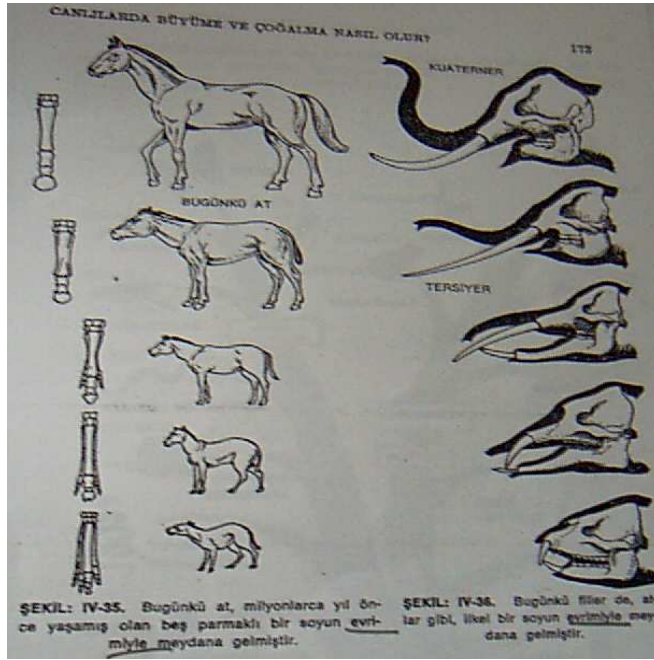 CANLILARDA BÜYÜME VE ÇOĞALMA NASIL OLUR?
173
BUGÜNKÜ AT
KUATERNER
TERSİYER
ŞEKİL: IV-35. Bugünkü at, milyonlarca yıl ön-
ce yaşamış olan beş parmaklı bir soyun evri-
miyle meydana gelmiştir.
ŞEKİL: IV-36. Bugünkü filler de, at-
lar gibi, ilkel bir soyun evrimiyle mey
dana gelmiştir.